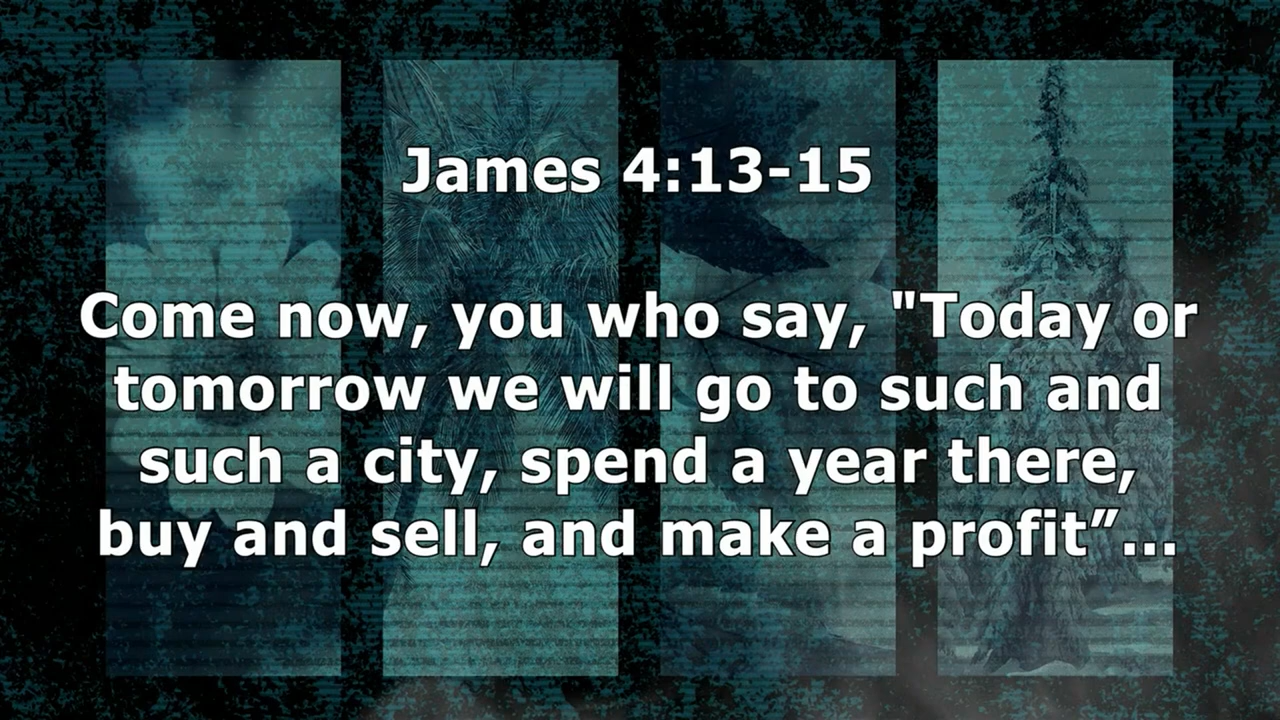 James 4:13-15
Come now, you who say, "Today or
tomorrow we will go to such and
such a city, spend a year there,
buy and sell, and make a profit”...